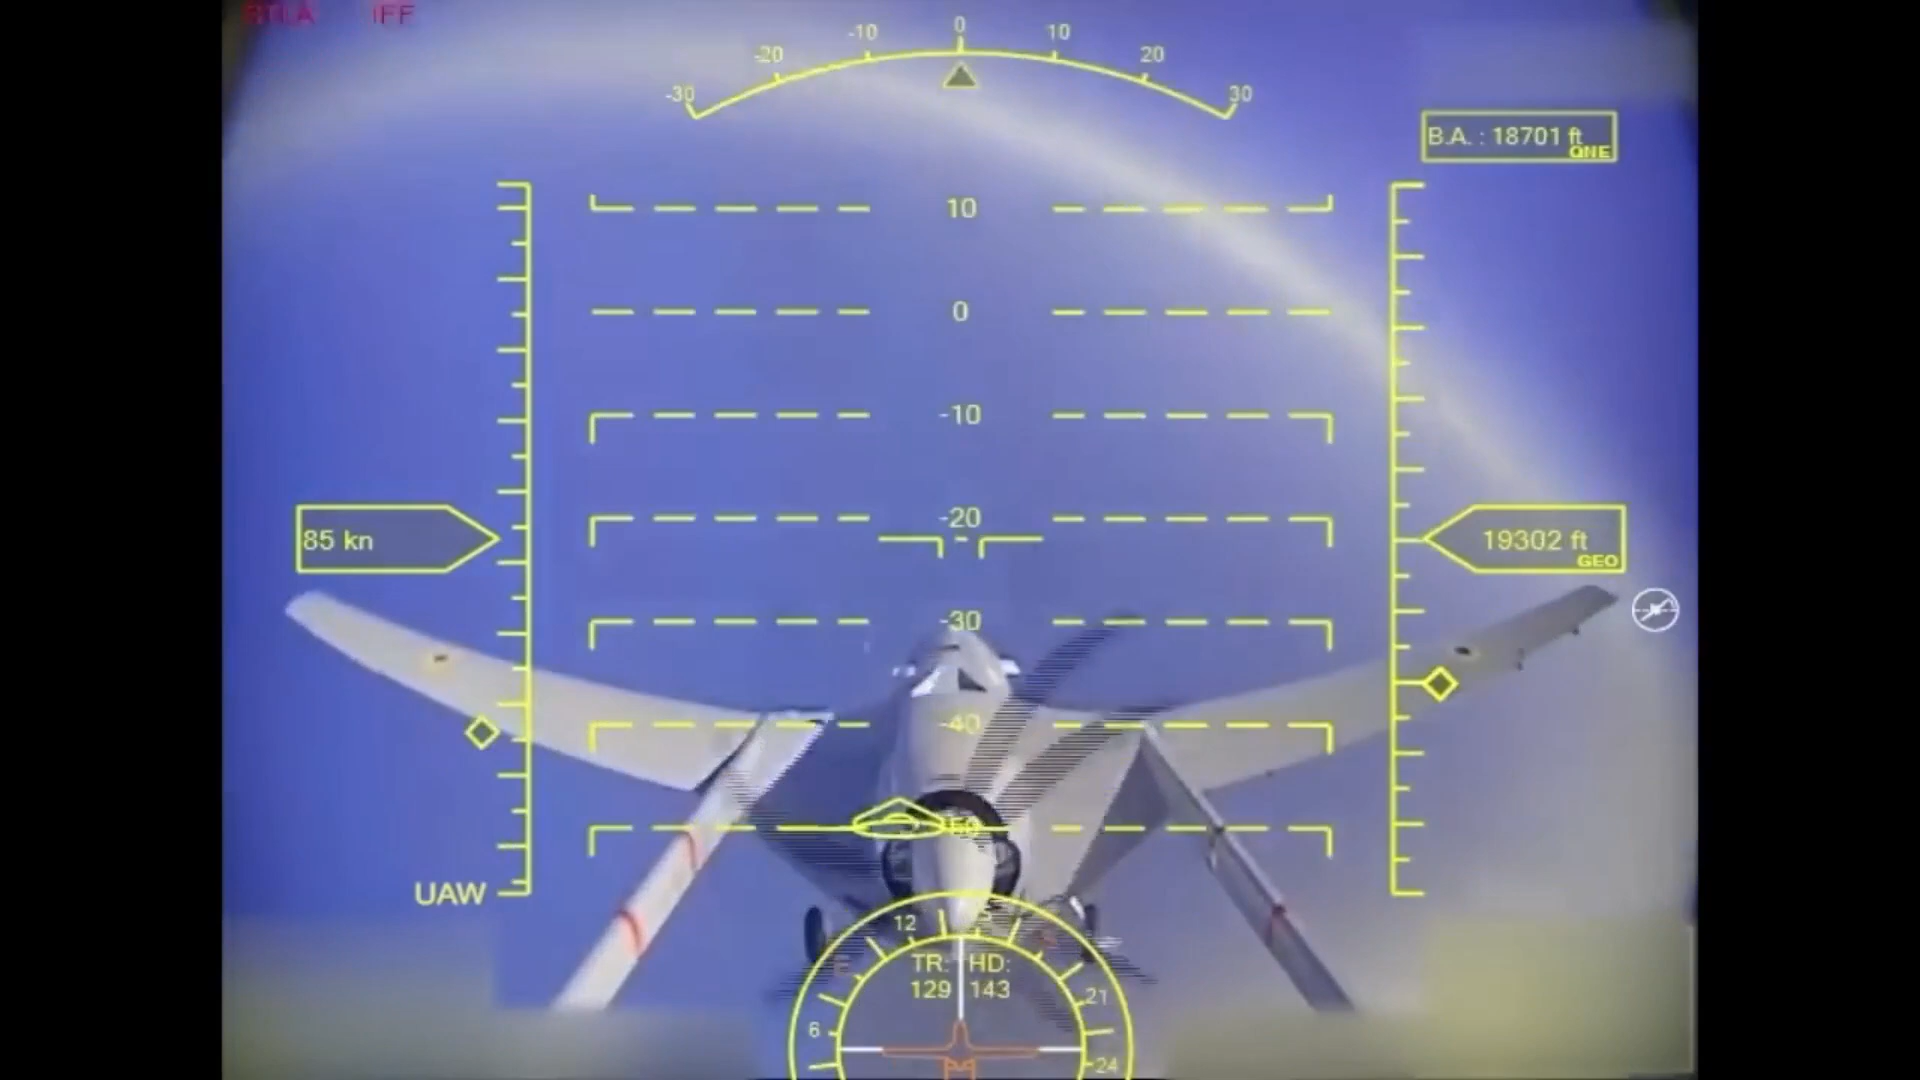 RTLA IFF
-30 -20 -10 0 10 20 30
B.A. : 18701 ft
QNE
10
0
-10
-20
85 kn
19302 ft
GEO
-30
-40
UAW
12 S
TR: HD:
129 143
E
21
6
24